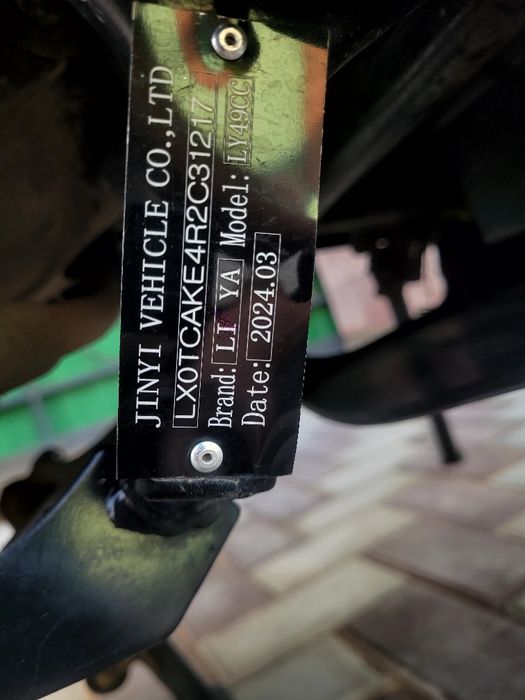 JINYI VEHICLE CO.,LTD
LX0TCAKE4R2C31217
Brand: LI YA Model: LY49CC
Date: 2024.03